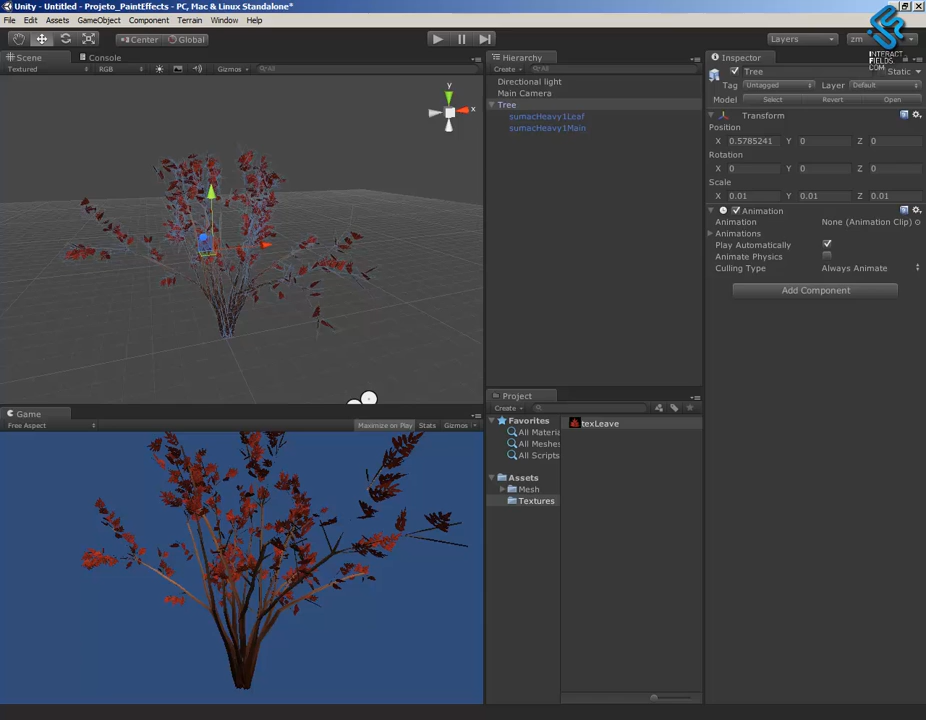 Unity - Untitled - Projeto_PaintEffects - PC, Mac & Linux Standalone*
File Edit Assets GameObject Component Terrain Window Help
Center Global Layers zm
INTERACT
FIELDS.
COM
Scene Console
Textured RGB Gizmos All
Hierarchy
Create All
Directional light
Main Camera
Tree
sumacHeavy1Leaf
sumacHeavy1Main
Inspector
Tree Static
Tag Untagged Layer Default
Model Select Revert Open
Transform
Position
X 0.5785241 Y 0 Z 0
Rotation
X 0 Y 0 Z 0
Scale
X 0.01 Y 0.01 Z 0.01
Animation
Animation None (Animation Clip)
Animations
Play Automatically
Animate Physics
Culling Type Always Animate
Add Component
y
x
Game
Free Aspect Maximize on Play Stats Gizmos
Project
Create
Favorites
All Materia
All Meshes
All Scripts
Assets
Mesh
Textures
texLeave